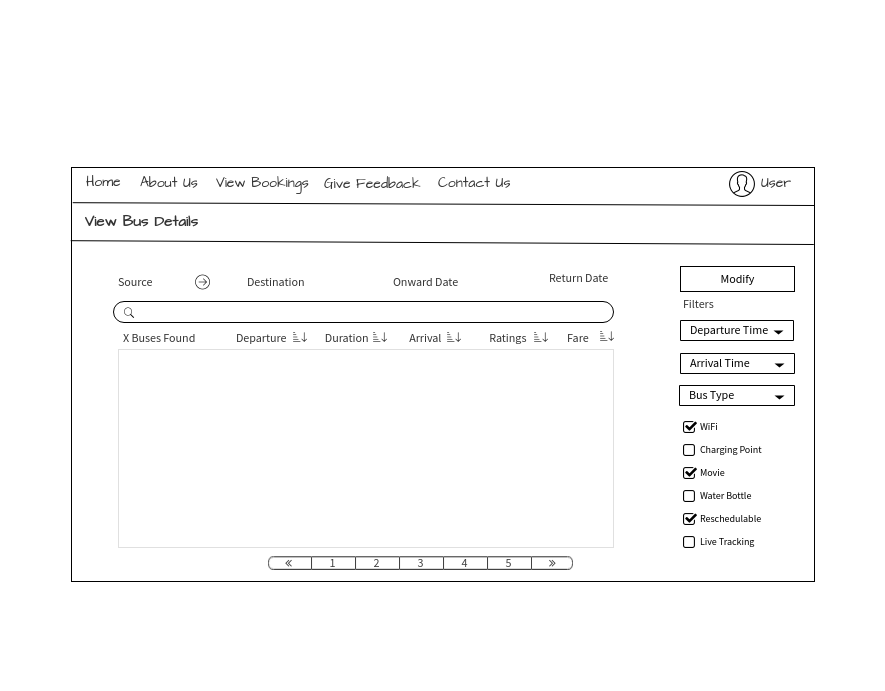 Home About Us View Bookings Give Feedback Contact Us User
View Bus Details
Source Destination Onward Date Return Date
Modify
Filters
X Buses Found Departure Duration Arrival Ratings Fare
Departure Time
Arrival Time
Bus Type
WiFi
Charging Point
Movie
Water Bottle
Reschedulable
Live Tracking
« 1 2 3 4 5 »